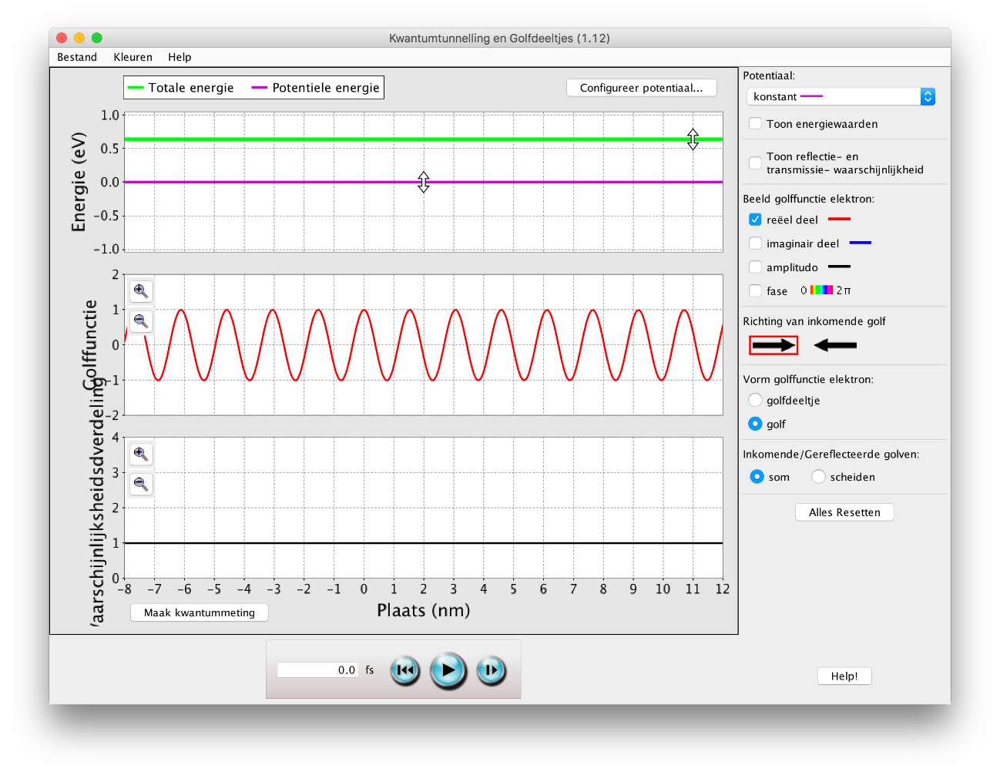 Kwantumtunnelling en Golfdeeltjes (1.12)
Bestand Kleuren Help
Totale energie Potentiele energie
Configureer potentiaal...
Energie (eV)
1.0
0.5
0.0
−0.5
−1.0
Golffunctie
2
1
0
−1
−2
aarschijnlijksheidsdverdeling
4
3
2
1
0
−8 −7 −6 −5 −4 −3 −2 −1 0 1 2 3 4 5 6 7 8 9 10 11 12
Plaats (nm)
Maak kwantummeting
0.0 fs
Potentiaal:
konstant
Toon energiewaarden
Toon reflectie− en
transmissie− waarschijnlijkheid
Beeld golffunctie elektron:
reëel deel
imaginair deel
amplitudo
fase 0 2π
Richting van inkomende golf
Vorm golffunctie elektron:
golfdeeltje
golf
Inkomende/Gereflecteerde golven:
som scheiden
Alles Resetten
Help!